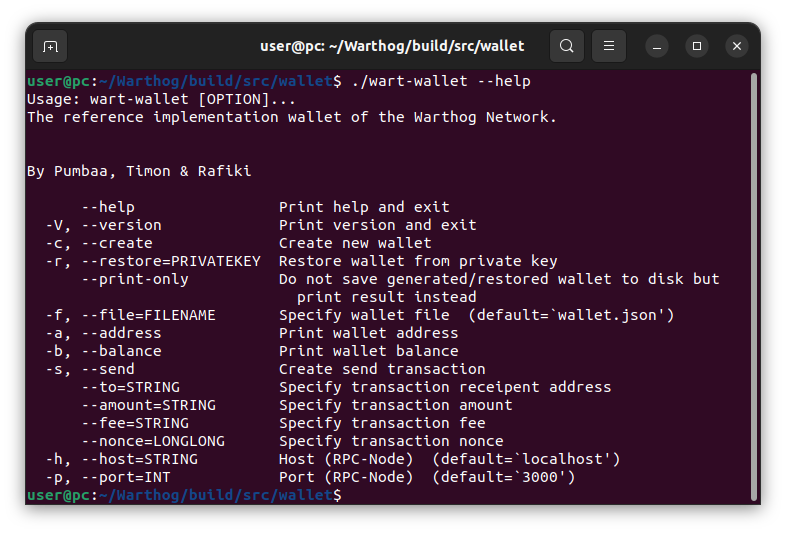 user@pc: ~/Warthog/build/src/wallet
user@pc:~/Warthog/build/src/wallet$ ./wart-wallet --help
Usage: wart-wallet [OPTION]...
The reference implementation wallet of the Warthog Network.
By Pumbaa, Timon & Rafiki
--help Print help and exit
-V, --version Print version and exit
-c, --create Create new wallet
-r, --restore=PRIVATEKEY Restore wallet from private key
--print-only Do not save generated/restored wallet to disk but
print result instead
-f, --file=FILENAME Specify wallet file (default=`wallet.json')
-a, --address Print wallet address
-b, --balance Print wallet balance
-s, --send Create send transaction
--to=STRING Specify transaction receipent address
--amount=STRING Specify transaction amount
--fee=STRING Specify transaction fee
--nonce=LONGLONG Specify transaction nonce
-h, --host=STRING Host (RPC-Node) (default=`localhost')
-p, --port=INT Port (RPC-Node) (default=`3000')
user@pc:~/Warthog/build/src/wallet$